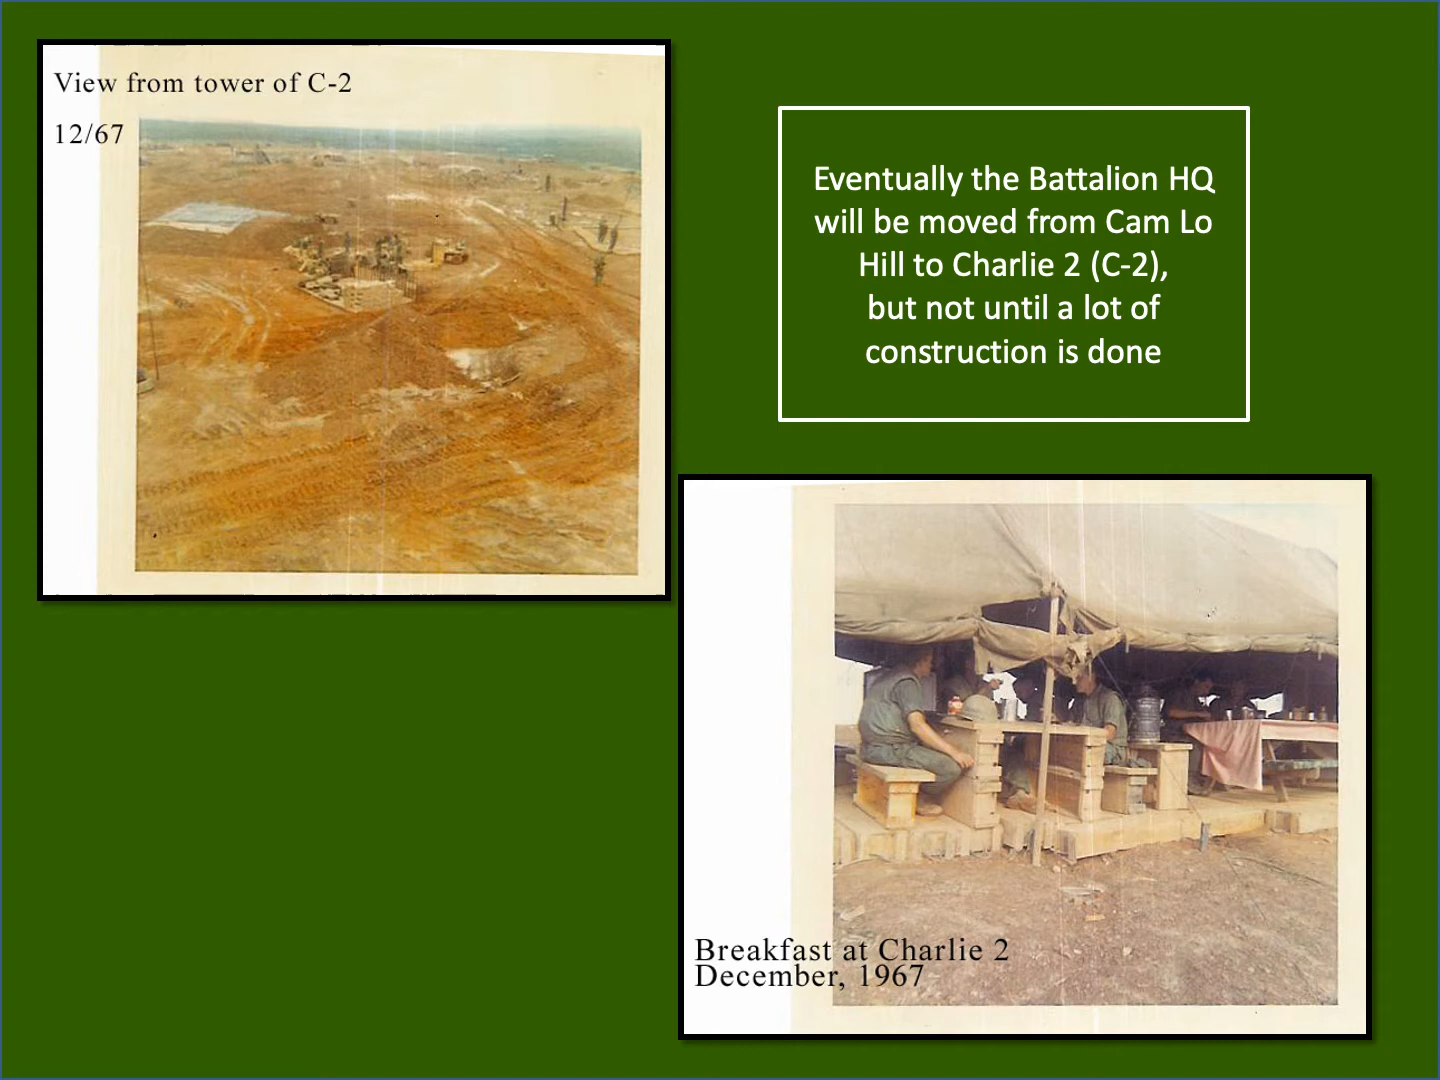 View from tower of C-2
12/67
Eventually the Battalion HQ
will be moved from Cam Lo
Hill to Charlie 2 (C-2),
but not until a lot of
construction is done
Breakfast at Charlie 2
December, 1967